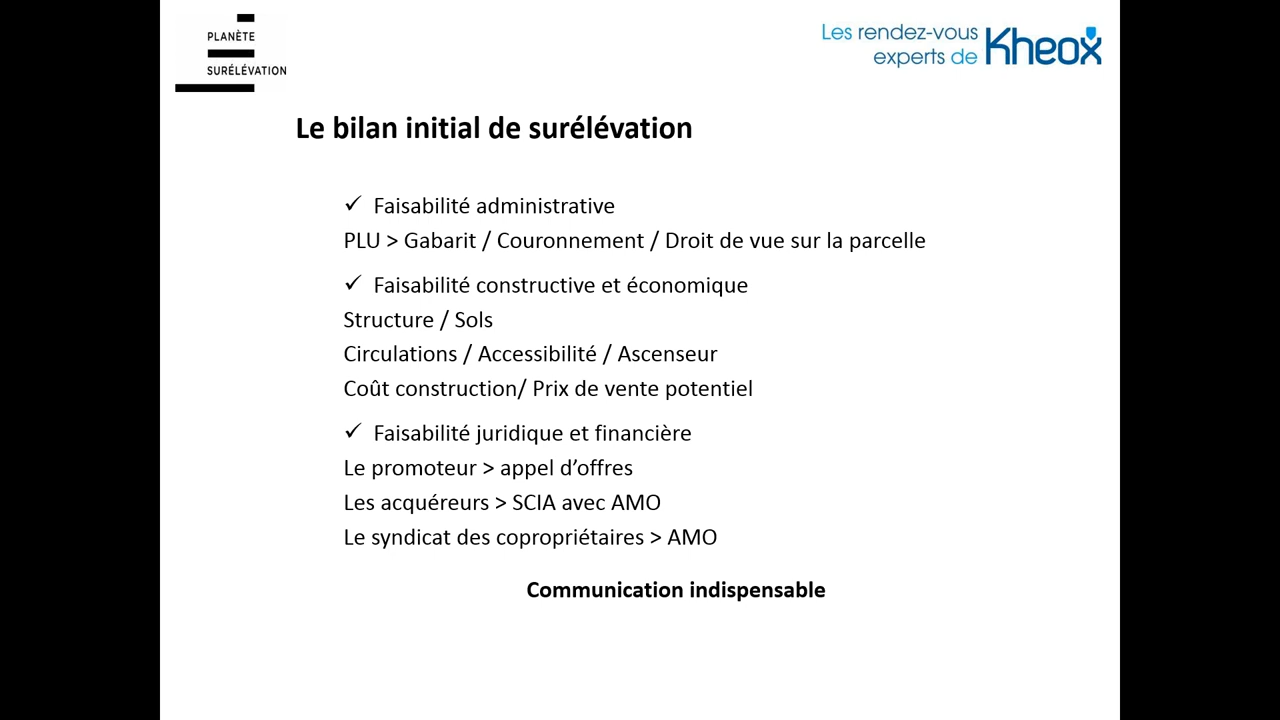 PLANÈTE
SURÉLÉVATION
Les rendez-vous
experts de Kheox
Le bilan initial de surélévation
✓ Faisabilité administrative
PLU > Gabarit / Couronnement / Droit de vue sur la parcelle
✓ Faisabilité constructive et économique
Structure / Sols
Circulations / Accessibilité / Ascenseur
Coût construction/ Prix de vente potentiel
✓ Faisabilité juridique et financière
Le promoteur > appel d’offres
Les acquéreurs > SCIA avec AMO
Le syndicat des copropriétaires > AMO
Communication indispensable